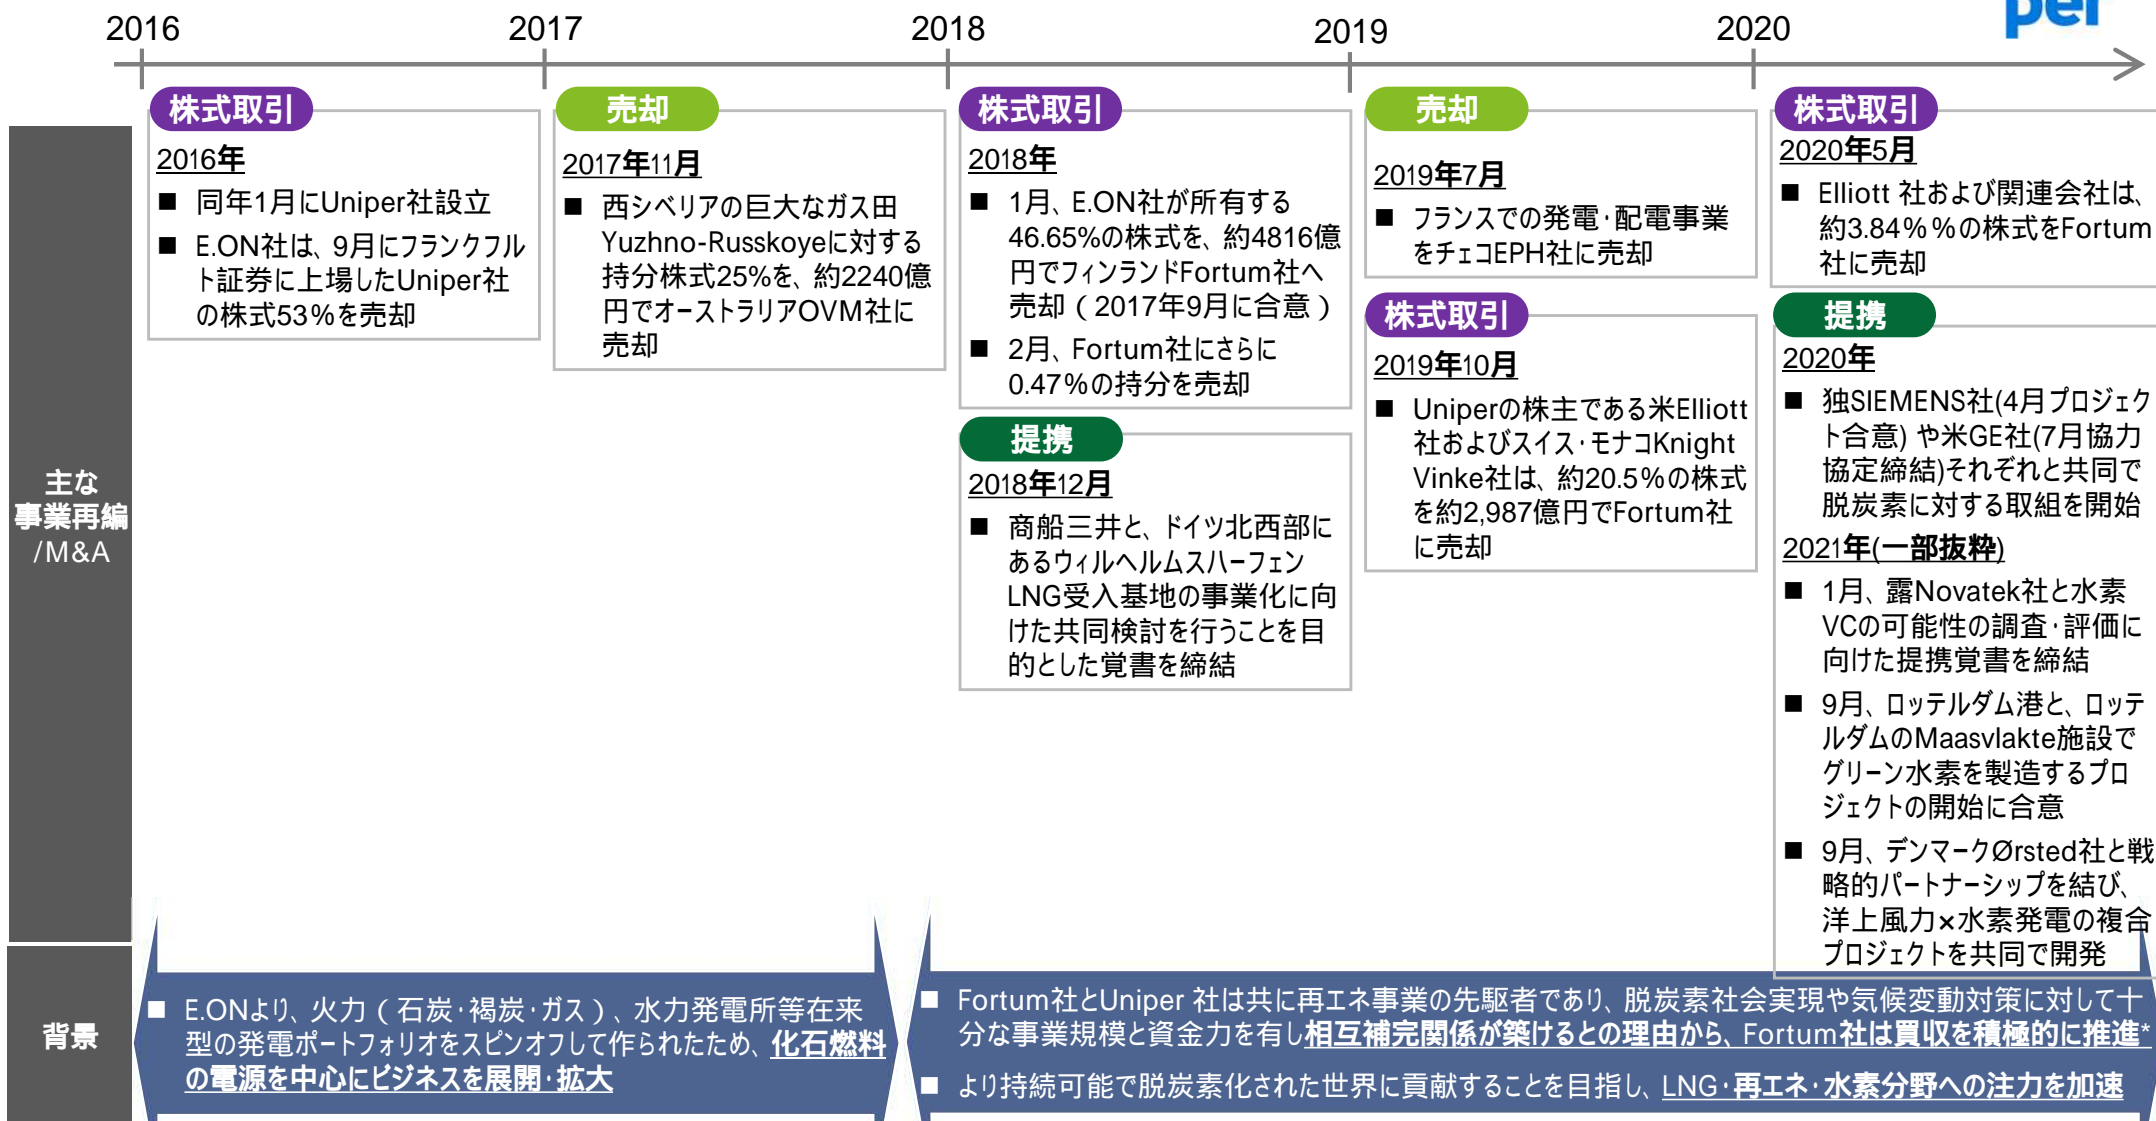 per
2016
2017
2018
2019
2020
主な
事業再編
/M&A
株式取引
2016年
■ 同年1月にUniper社設立
■ E.ON社は、9月にフランクフル
ト証券に上場したUniper社
の株式53%を売却
売却
2017年11月
■ 西シベリアの巨大なガス田
Yuzhno-Russkoyeに対する
持分株式25%を、約2240億
円でオーストラリアOVM社に
売却
株式取引
2018年
■ 1月、E.ON社が所有する
46.65%の株式を、約4816億
円でフィンランドFortum社へ
売却（2017年9月に合意）
■ 2月、Fortum社にさらに
0.47%の持分を売却
提携
2018年12月
■ 商船三井と、ドイツ北西部に
あるウィルヘルムスハーフェン
LNG受入基地の事業化に向
けた共同検討を行うことを目
的とした覚書を締結
売却
2019年7月
■ フランスでの発電･配電事業
をチェコEPH社に売却
株式取引
2019年10月
■ Uniperの株主である米Elliott
社およびスイス･モナコKnight
Vinke社は、約20.5%の株式
を約2,987億円でFortum社
に売却
株式取引
2020年5月
■ Elliott 社および関連会社は、
約3.84%%の株式をFortum
社に売却
提携
2020年
■ 独SIEMENS社(4月プロジェク
ト合意) や米GE社(7月協力
協定締結)それぞれと共同で
脱炭素に対する取組を開始
2021年(一部抜粋)
■ 1月、露Novatek社と水素
VCの可能性の調査･評価に
向けた提携覚書を締結
■ 9月、ロッテルダム港と、ロッテ
ルダムのMaasvlakte施設で
グリーン水素を製造するプロ
ジェクトの開始に合意
■ 9月、デンマークØrsted社と戦
略的パートナーシップを結び、
洋上風力×水素発電の複合
プロジェクトを共同で開発
背景
■ E.ONより、火力（石炭･褐炭･ガス）、水力発電所等在来
型の発電ポートフォリオをスピンオフして作られたため、化石燃料
の電源を中心にビジネスを展開･拡大
■ Fortum社とUniper 社は共に再エネ事業の先駆者であり、脱炭素社会実現や気候変動対策に対して十
分な事業規模と資金力を有し相互補完関係が築けるとの理由から、Fortum社は買収を積極的に推進*
■ より持続可能で脱炭素化された世界に貢献することを目指し、LNG･再エネ･水素分野への注力を加速